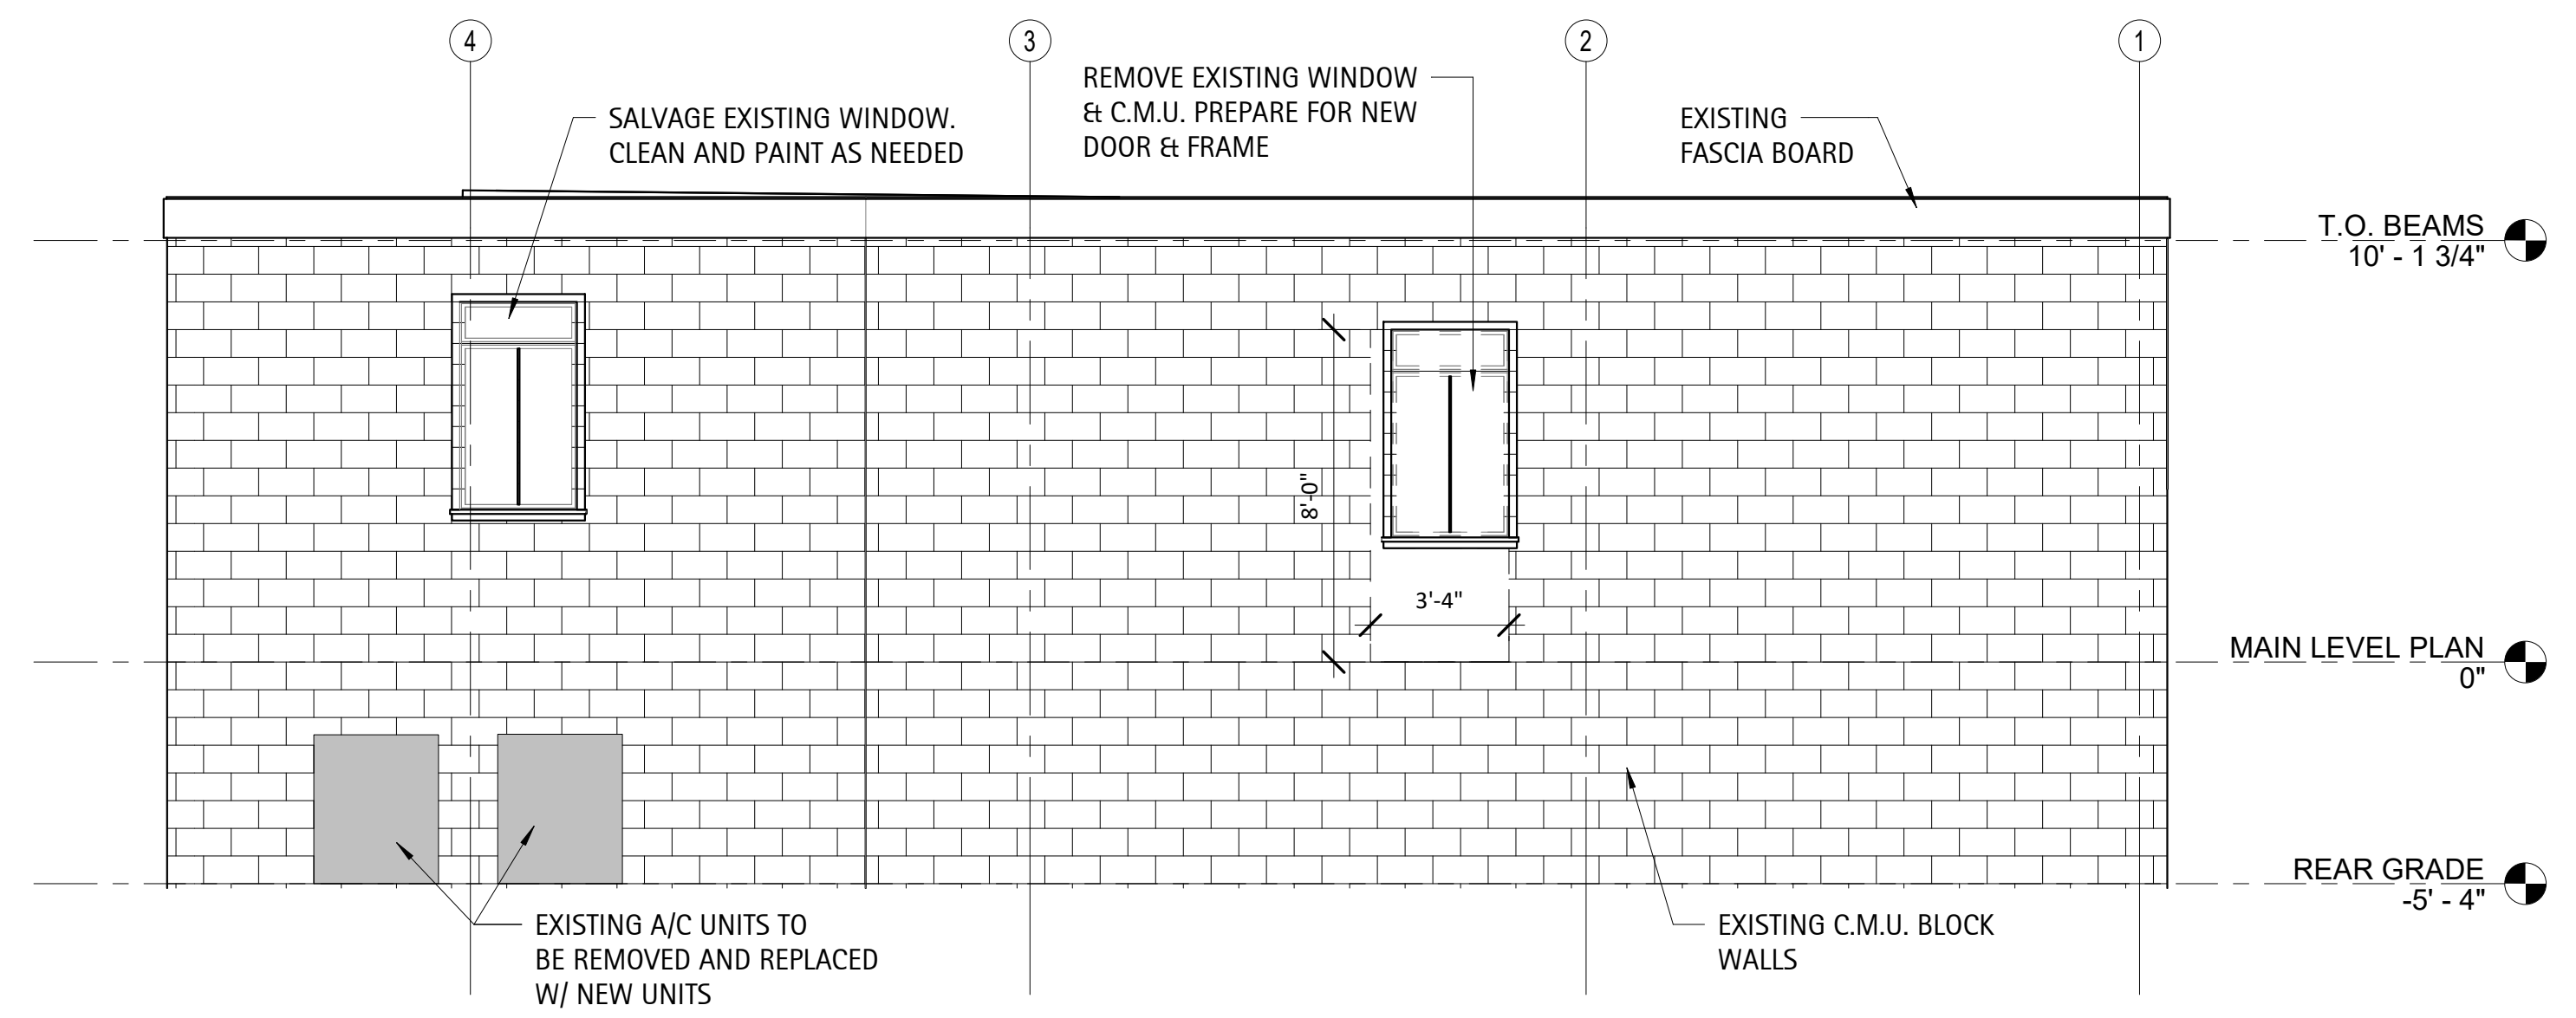 4
3
2
1
SALVAGE EXISTING WINDOW.
CLEAN AND PAINT AS NEEDED
REMOVE EXISTING WINDOW
& C.M.U. PREPARE FOR NEW
DOOR & FRAME
EXISTING
FASCIA BOARD
T.O. BEAMS
10' - 1 3/4"
8'-0"
3'-4"
MAIN LEVEL PLAN
0"
REAR GRADE
-5' - 4"
EXISTING A/C UNITS TO
BE REMOVED AND REPLACED
W/ NEW UNITS
EXISTING C.M.U. BLOCK
WALLS